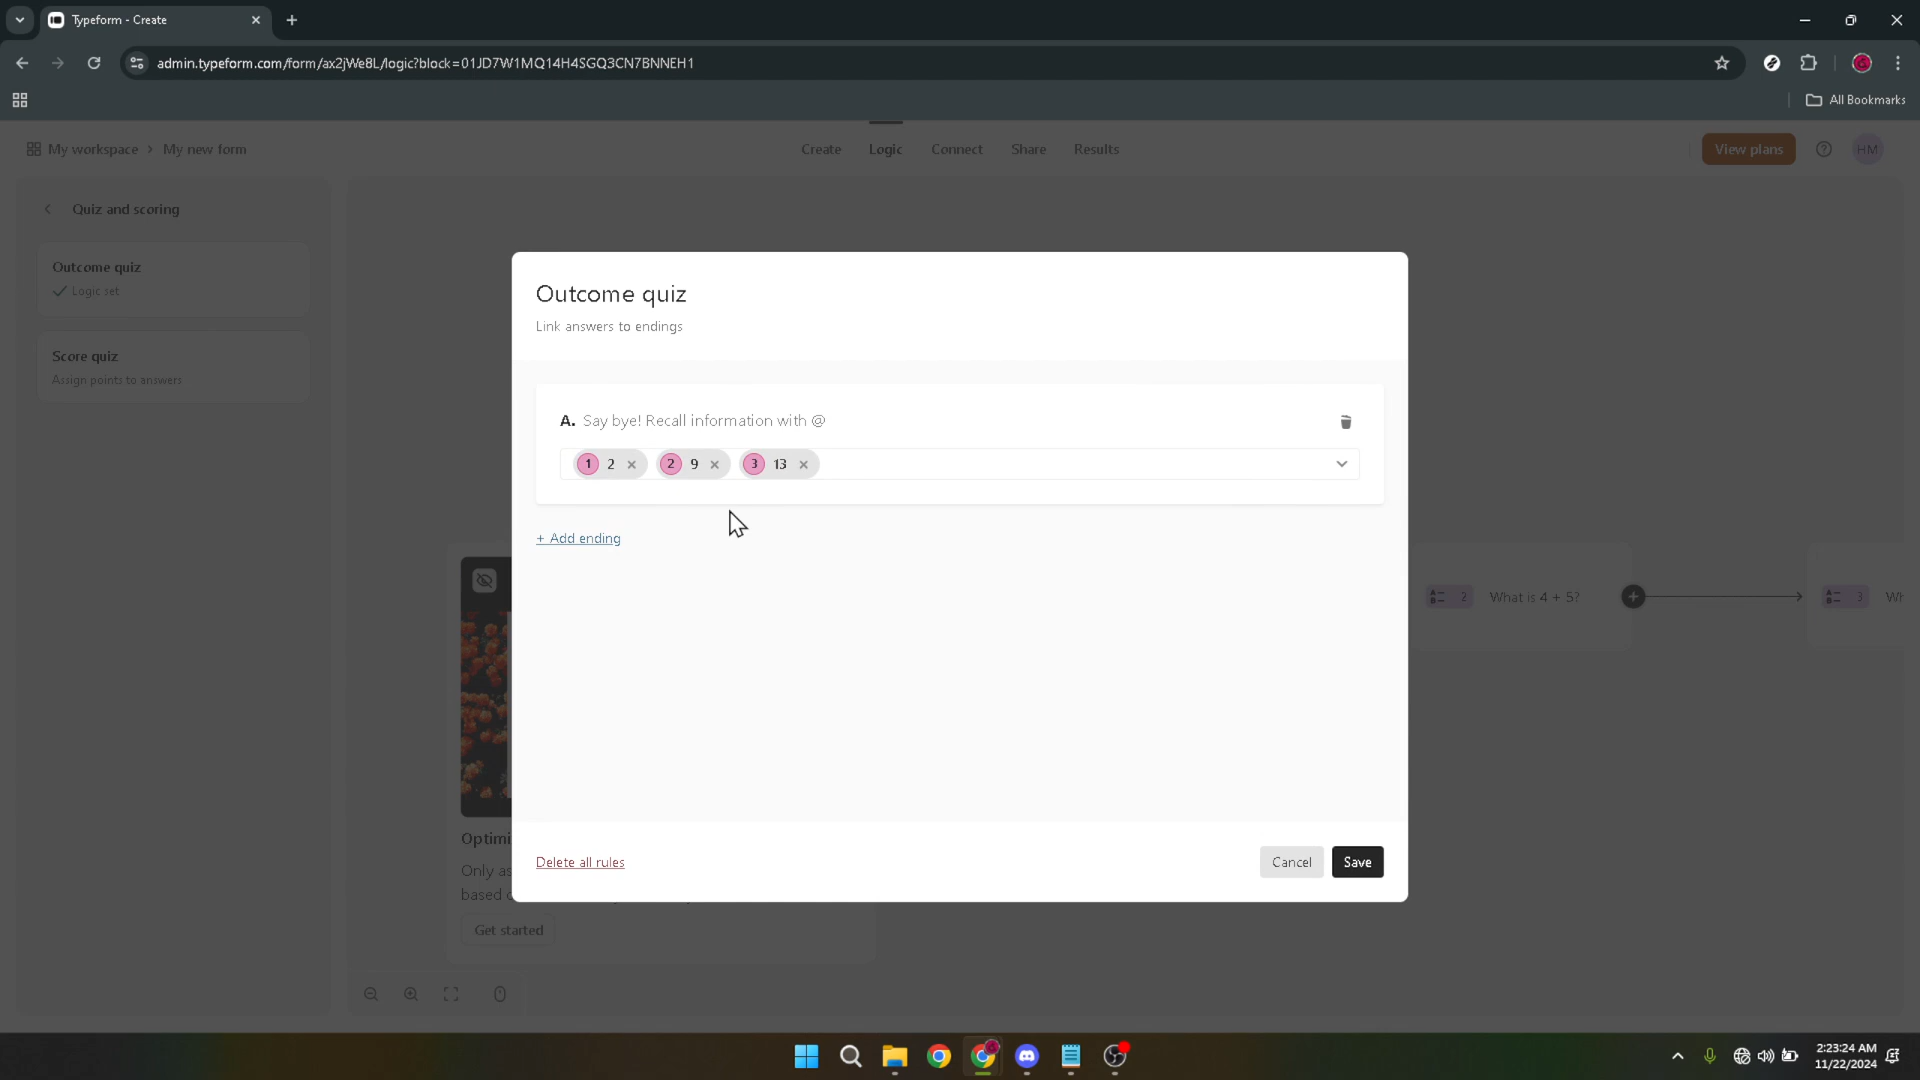 Typeform - Create
admin.typeform.com/form/ax2jWe8L/logic?block=01JD7W1MQ14H4SGQ3CN7BNNEH1
All Bookmarks
My workspace > My new form
Create
Logic
Connect
Share
Results
View plans
HM
Quiz and scoring
Outcome quiz
Logic set
Score quiz
Assign points to answers
Outcome quiz
Link answers to endings
A. Say bye! Recall information with @
1 2
2 9
3 13
+ Add ending
2 What is 4 + 5?
3 Wh
Optimi
Only as
based
Get started
Delete all rules
Cancel
Save
2:23:24 AM
11/22/2024